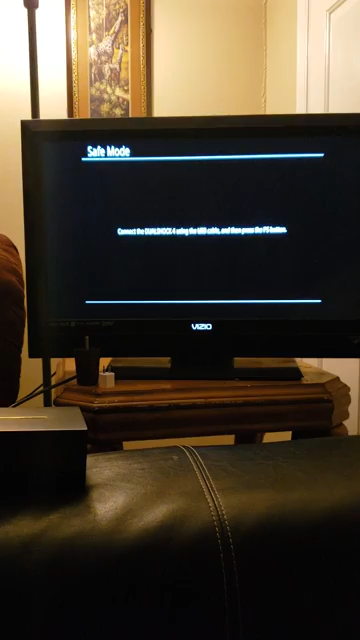 Safe Mode
Connect the DUALSHOCK 4 using the USB cable, and then press the PS button.
VIZIO